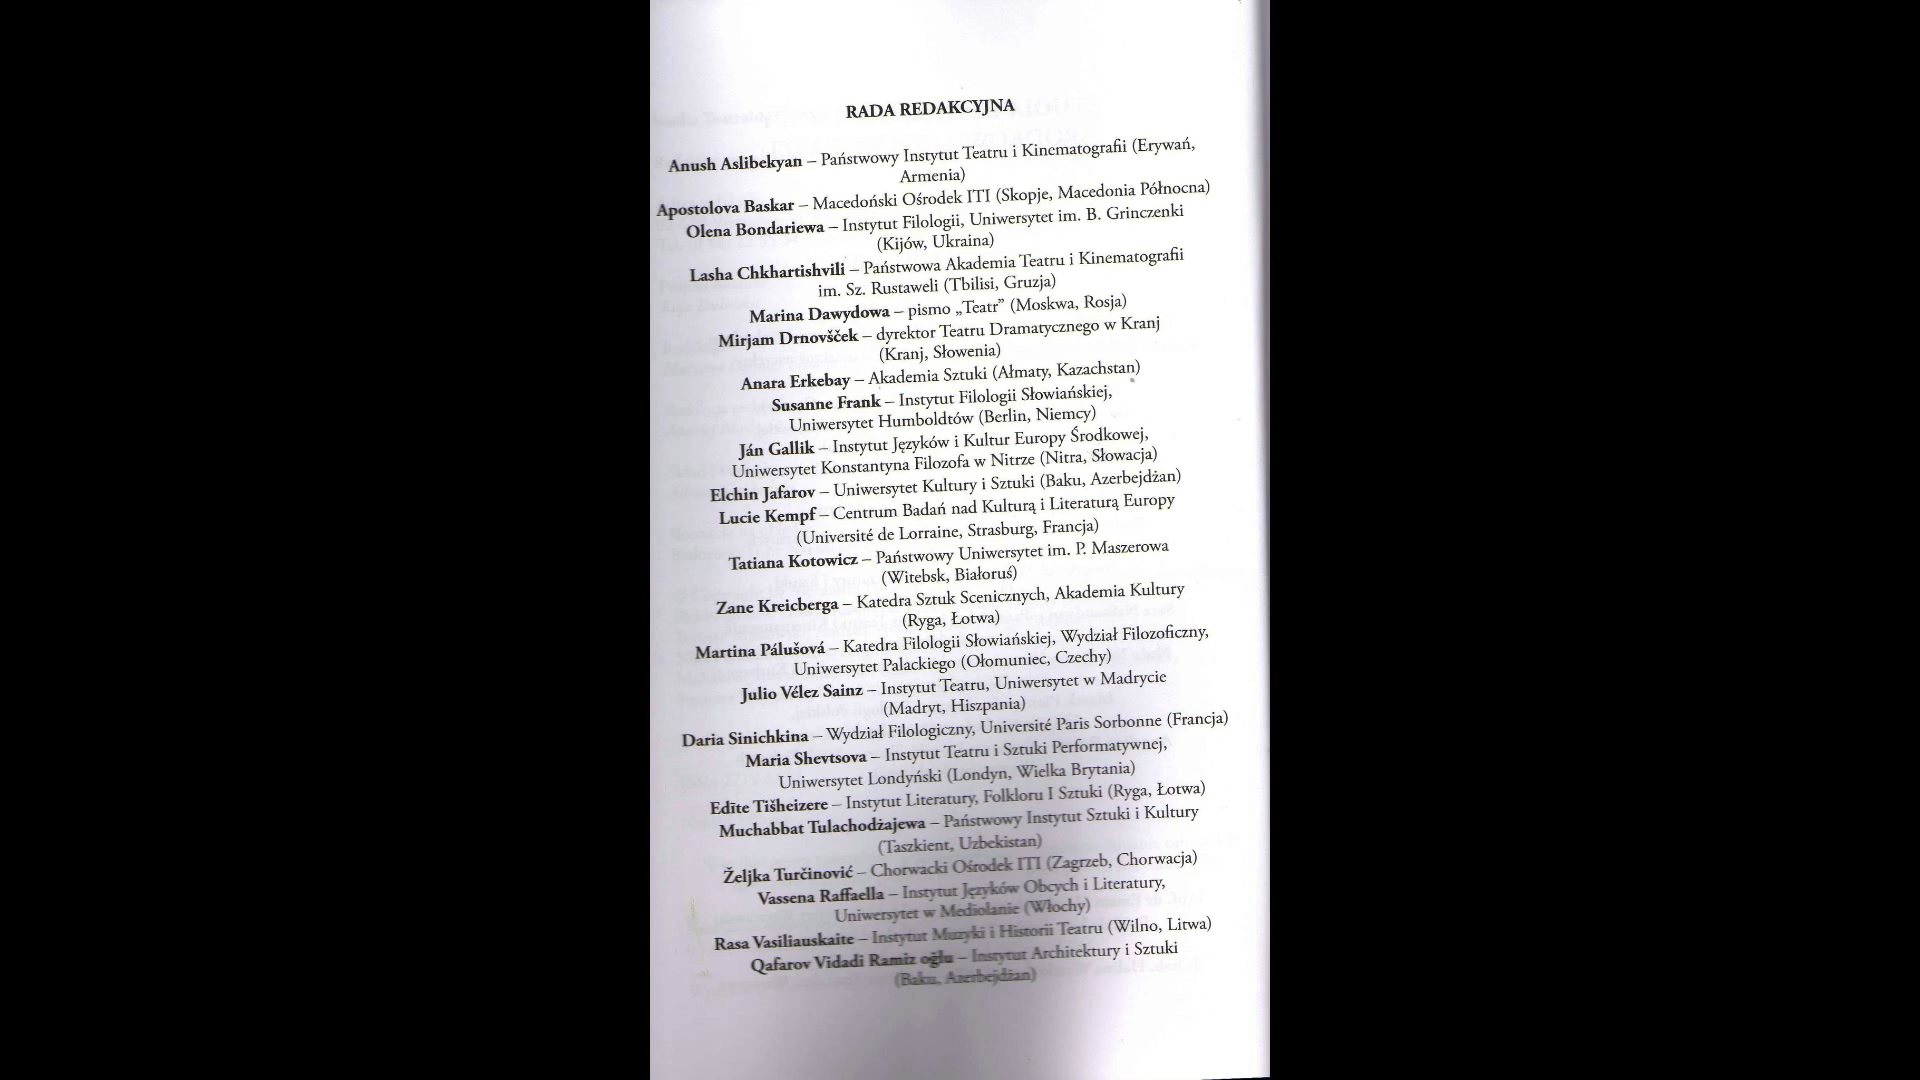 RADA REDAKCYJNA
Anush Aslibekyan – Państwowy Instytut Teatru i Kinematografii (Erywań,
Armenia)
Apostolova Baskar – Macedoński Ośrodek ITI (Skopje, Macedonia Północna)
Olena Bondariewa – Instytut Filologii, Uniwersytet im. B. Grinczenki
(Kijów, Ukraina)
Lasha Chkhartishvili – Państwowa Akademia Teatru i Kinematografii
im. Sz. Rustaweli (Tbilisi, Gruzja)
Marina Dawydowa – pismo „Teatr” (Moskwa, Rosja)
Mirjam Drnovšček – dyrektor Teatru Dramatycznego w Kranj
(Kranj, Słowenia)
Anara Erkebay – Akademia Sztuki (Ałmaty, Kazachstan)
Susanne Frank – Instytut Filologii Słowiańskiej,
Uniwersytet Humboldtów (Berlin, Niemcy)
Ján Gallik – Instytut Języków i Kultur Europy Środkowej,
Uniwersytet Konstantyna Filozofa w Nitrze (Nitra, Słowacja)
Elchin Jafarov – Uniwersytet Kultury i Sztuki (Baku, Azerbejdżan)
Lucie Kempf – Centrum Badań nad Kulturą i Literaturą Europy
(Université de Lorraine, Strasburg, Francja)
Tatiana Kotowicz – Państwowy Uniwersytet im. P. Maszerowa
(Witebsk, Białoruś)
Zane Kreicberga – Katedra Sztuk Scenicznych, Akademia Kultury
(Ryga, Łotwa)
Martina Pálušová – Katedra Filologii Słowiańskiej, Wydział Filozoficzny,
Uniwersytet Palackiego (Ołomuniec, Czechy)
Julio Vélez Sainz – Instytut Teatru, Uniwersytet w Madrycie
(Madryt, Hiszpania)
Daria Sinichkina – Wydział Filologiczny, Université Paris Sorbonne (Francja)
Maria Shevtsova – Instytut Teatru i Sztuki Performatywnej,
Uniwersytet Londyński (Londyn, Wielka Brytania)
Edīte Tišheizere – Instytut Literatury, Folkloru I Sztuki (Ryga, Łotwa)
Muchabbat Tulachodżajewa – Państwowy Instytut Sztuki i Kultury
(Taszkient, Uzbekistan)
Željka Turčinović – Chorwacki Ośrodek ITI (Zagrzeb, Chorwacja)
Vassena Raffaella – Instytut Języków Obcych i Literatury,
Uniwersytet w Mediolanie (Włochy)
Rasa Vasiliauskaite – Instytut Muzyki i Historii Teatru (Wilno, Litwa)
Qafarov Vidadi Ramiz oğlu – Instytut Architektury i Sztuki
(Baku, Azerbejdżan)